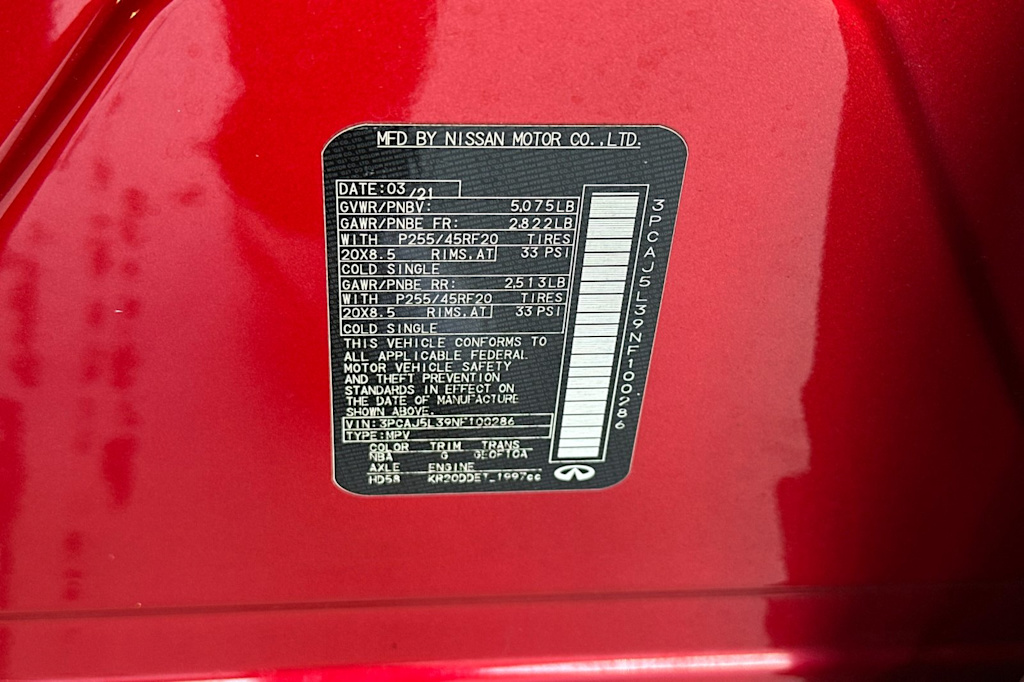 MFD BY NISSAN MOTOR CO.,LTD.
DATE:03/21
GVWR/PNBV: 5,075LB
GAWR/PNBE FR: 2,822LB
WITH P255/45RF20 TIRES
20X8.5 RIMS,AT 33 PSI
COLD SINGLE
GAWR/PNBE RR: 2,513LB
WITH P255/45RF20 TIRES
20X8.5 RIMS,AT 33 PSI
COLD SINGLE
THIS VEHICLE CONFORMS TO
ALL APPLICABLE FEDERAL
MOTOR VEHICLE SAFETY
AND THEFT PREVENTION
STANDARDS IN EFFECT ON
THE DATE OF MANUFACTURE
SHOWN ABOVE.
VIN:3PCAJ5L39NF100286
TYPE:MPV
COLOR TRIM TRANS
NBA G
AXLE ENGINE
HD58 KR20DDET 1997cc
3PCAJ5L39NF100286